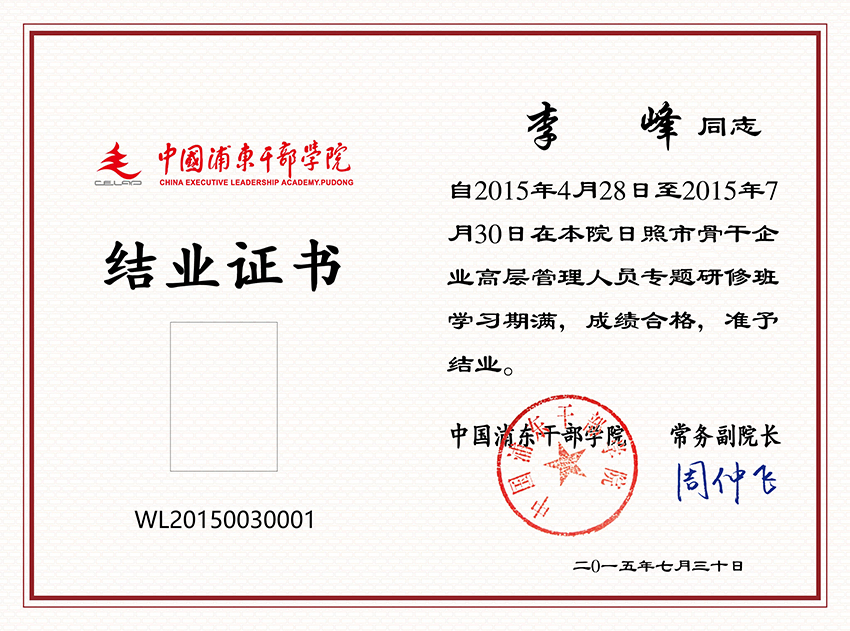 中国浦东干部学院
CELAP
CHINA EXECUTIVE LEADERSHIP ACADEMY.PUDONG
结业证书
WL20150030001
李 峰 同志
自2015年4月28日至2015年7
月30日在本院日照市骨干企
业高层管理人员专题研修班
学习期满，成绩合格，准予
结业。
中国浦东干部学院 常务副院长
中国浦东干部学院
周仲飞
二〇一五年七月三十日